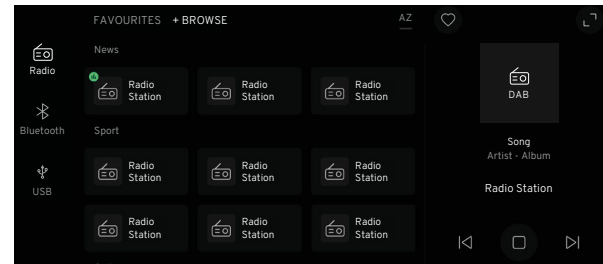 FAVOURITES + BROWSE AZ
Radio
Bluetooth
USB
News
Radio
Station
Radio
Station
Radio
Station
Sport
Radio
Station
Radio
Station
Radio
Station
Radio
Station
Radio
Station
Radio
Station
DAB
Song
Artist - Album
Radio Station